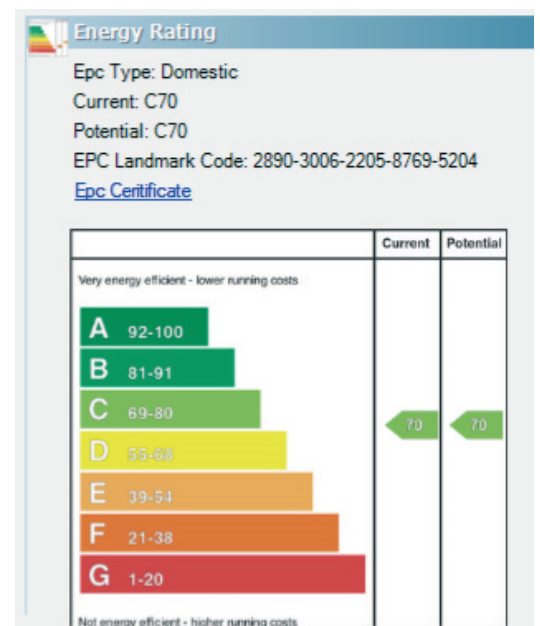 Energy Rating
Epc Type: Domestic
Current: C70
Potential: C70
EPC Landmark Code: 2890-3006-2205-8769-5204
Epc Ceritificate
Current Potential
Very energy efficient - lower running costs
A 92-100
B 81-91
C 69-80
70 70
D 55-68
E 39-54
F 21-38
G 1-20
Not energy efficient - higher running costs